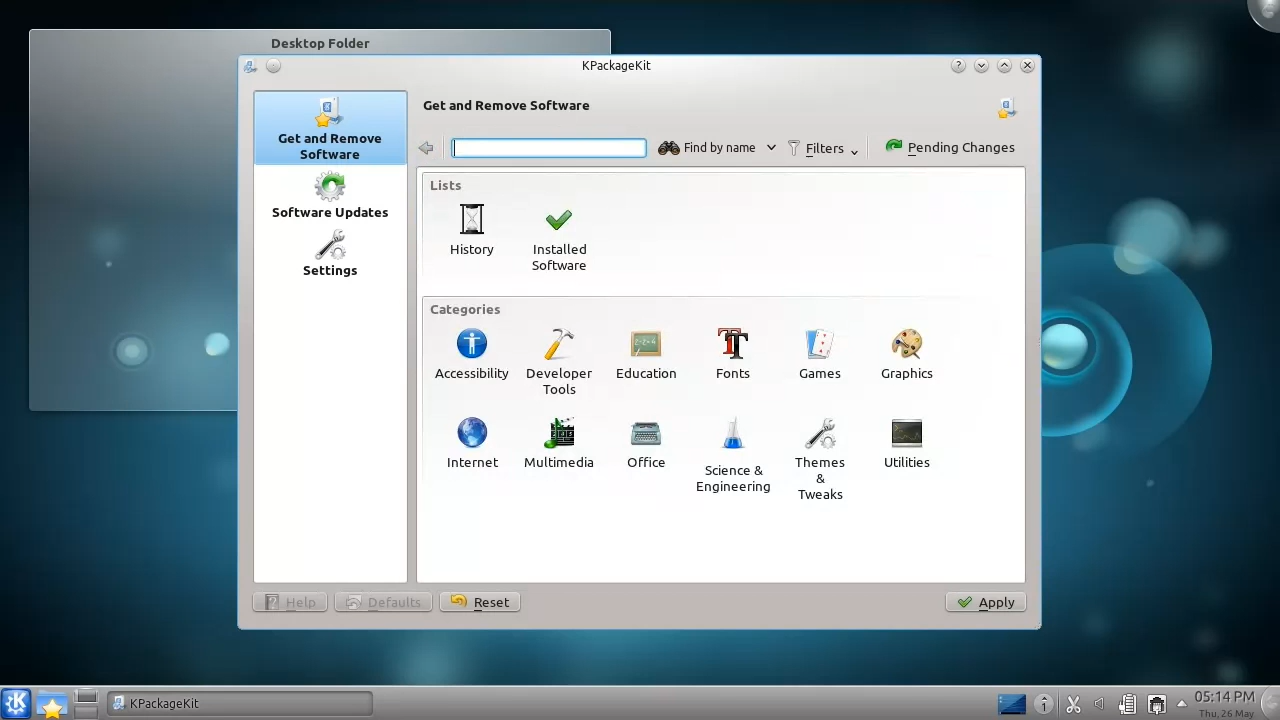 Desktop Folder
KPackageKit
Get and Remove
Software
Software Updates
Settings
Get and Remove Software
Find by name
Filters
Pending Changes
Lists
History
Installed
Software
Categories
Accessibility
Developer
Tools
Education
Fonts
Games
Graphics
Internet
Multimedia
Office
Science &
Engineering
Themes
&
Tweaks
Utilities
Help
Defaults
Reset
Apply
KPackageKit
05:14 PM
Thu, 26 May